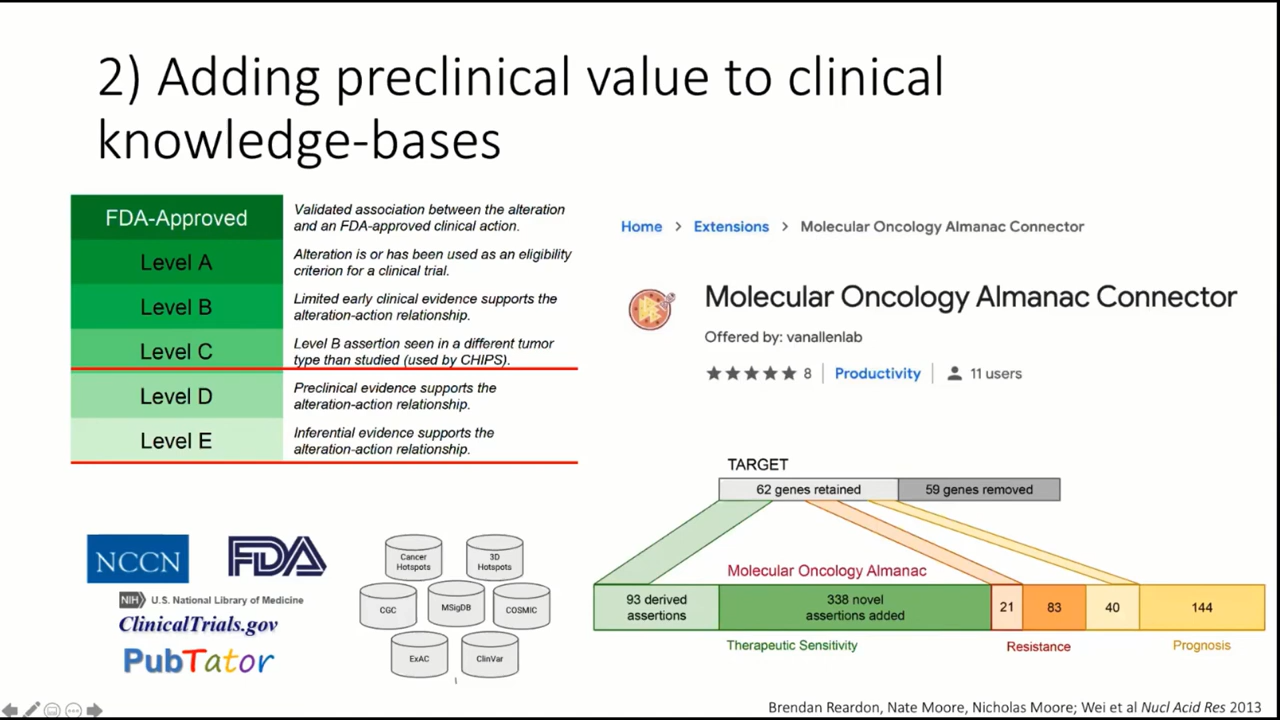 2) Adding preclinical value to clinical
knowledge-bases
FDA-Approved
Validated association between the alteration
and an FDA-approved clinical action.
Level A
Alteration is or has been used as an eligibility
criterion for a clinical trial.
Level B
Limited early clinical evidence supports the
alteration-action relationship.
Level C
Level B assertion seen in a different tumor
type than studied (used by CHIPS).
Level D
Preclinical evidence supports the
alteration-action relationship.
Level E
Inferential evidence supports the
alteration-action relationship.
Home > Extensions > Molecular Oncology Almanac Connector
Molecular Oncology Almanac Connector
Offered by: vanallenlab
8 | Productivity | 11 users
TARGET
62 genes retained
59 genes removed
Molecular Oncology Almanac
93 derived
assertions
338 novel
assertions added
21
83
40
144
Therapeutic Sensitivity
Resistance
Prognosis
NCCN
FDA
NIH U.S. National Library of Medicine
ClinicalTrials.gov
PubTator
Cancer
Hotspots
3D
Hotspots
CGC
MSigDB
COSMIC
ExAC
ClinVar
Brendan Reardon, Nate Moore, Nicholas Moore; Wei et al Nucl Acid Res 2013